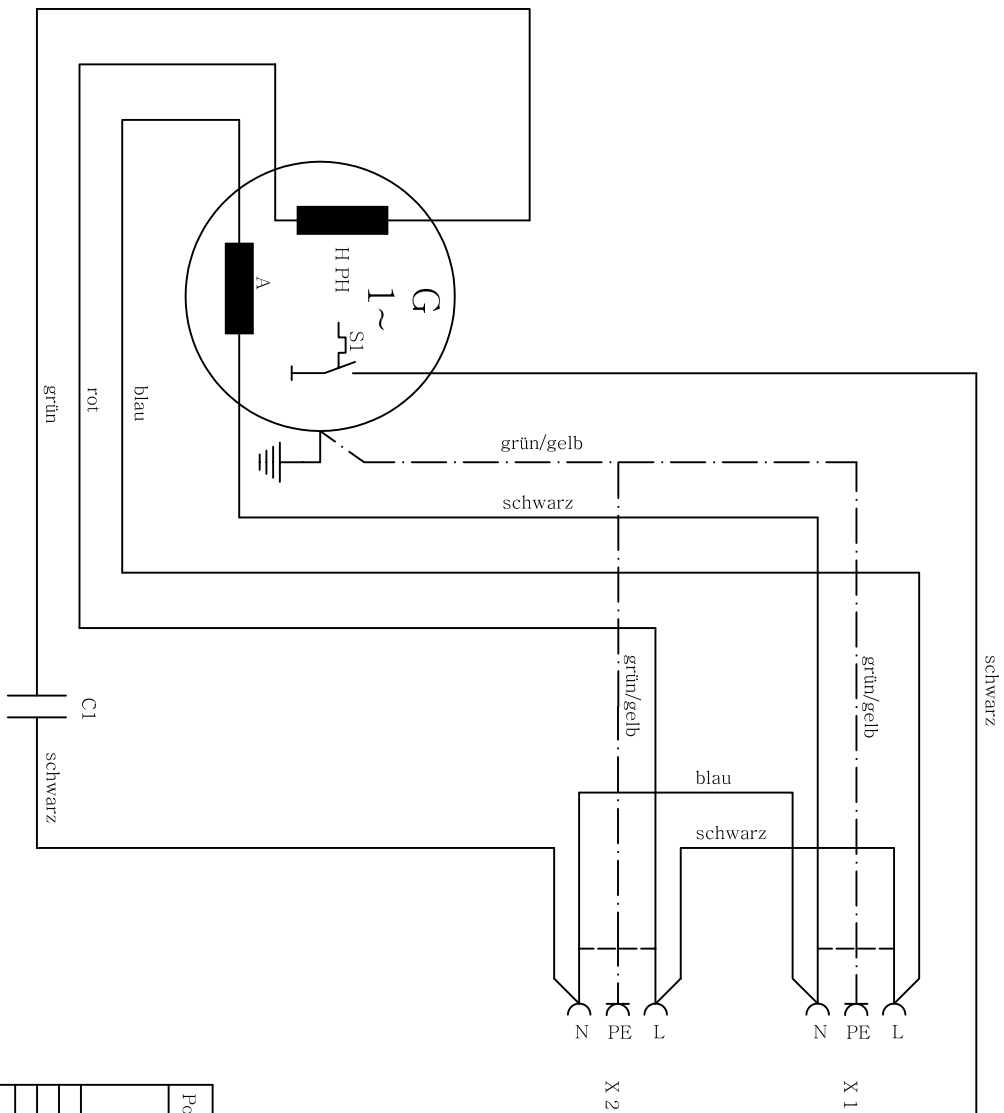 H PH
G
1~
A
S1
blau
rot
grün
grün/gelb
schwarz
schwarz
grün/gelb
grün/gelb
C1
schwarz
blau
schwarz
N PE L
N PE L
X 2
X 1